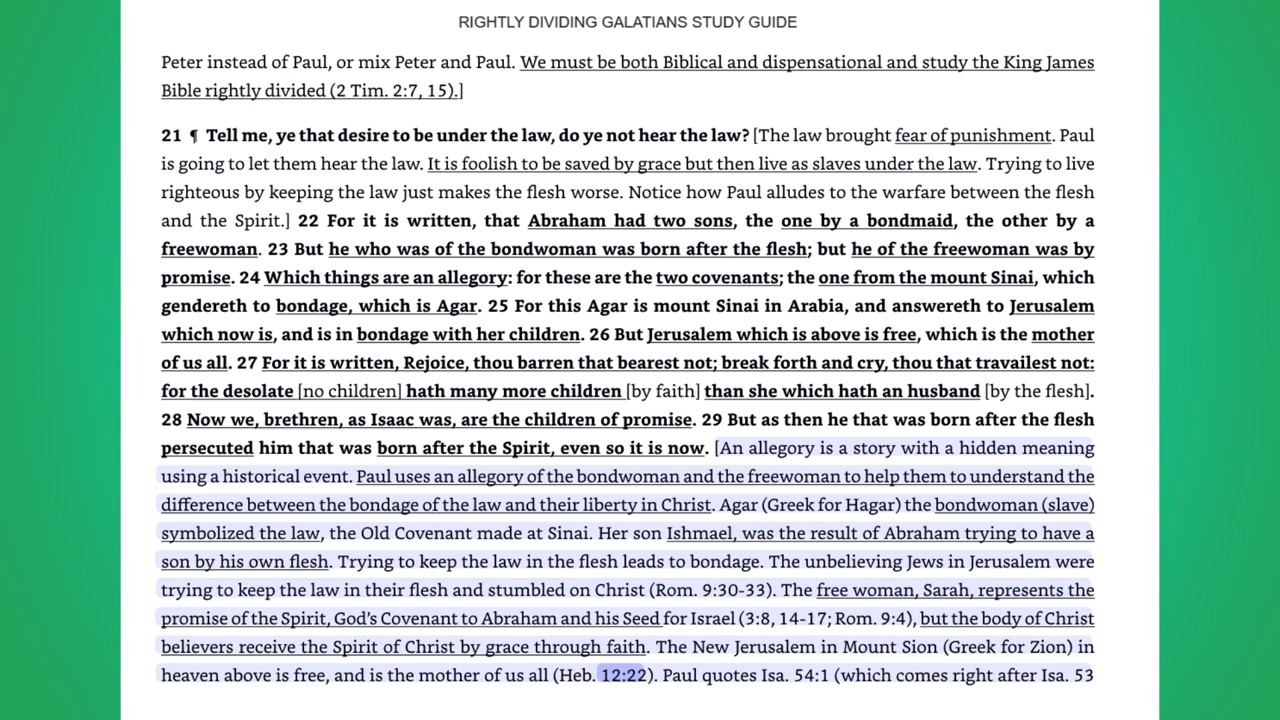 RIGHTLY DIVIDING GALATIANS STUDY GUIDE
Peter instead of Paul, or mix Peter and Paul. We must be both Biblical and dispensational and study the King James
Bible rightly divided (2 Tim. 2:7, 15).]
21 ¶ Tell me, ye that desire to be under the law, do ye not hear the law? [The law brought fear of punishment. Paul
is going to let them hear the law. It is foolish to be saved by grace but then live as slaves under the law. Trying to live
righteous by keeping the law just makes the flesh worse. Notice how Paul alludes to the warfare between the flesh
and the Spirit.] 22 For it is written, that Abraham had two sons, the one by a bondmaid, the other by a
freewoman. 23 But he who was of the bondwoman was born after the flesh; but he of the freewoman was by
promise. 24 Which things are an allegory: for these are the two covenants; the one from the mount Sinai, which
gendereth to bondage, which is Agar. 25 For this Agar is mount Sinai in Arabia, and answereth to Jerusalem
which now is, and is in bondage with her children. 26 But Jerusalem which is above is free, which is the mother
of us all. 27 For it is written, Rejoice, thou barren that bearest not; break forth and cry, thou that travailest not:
for the desolate [no children] hath many more children [by faith] than she which hath an husband [by the flesh].
28 Now we, brethren, as Isaac was, are the children of promise. 29 But as then he that was born after the flesh
persecuted him that was born after the Spirit, even so it is now. [An allegory is a story with a hidden meaning
using a historical event. Paul uses an allegory of the bondwoman and the freewoman to help them to understand the
difference between the bondage of the law and their liberty in Christ. Agar (Greek for Hagar) the bondwoman (slave)
symbolized the law, the Old Covenant made at Sinai. Her son Ishmael, was the result of Abraham trying to have a
son by his own flesh. Trying to keep the law in the flesh leads to bondage. The unbelieving Jews in Jerusalem were
trying to keep the law in their flesh and stumbled on Christ (Rom. 9:30-33). The free woman, Sarah, represents the
promise of the Spirit, God's Covenant to Abraham and his Seed for Israel (3:8, 14-17; Rom. 9:4), but the body of Christ
believers receive the Spirit of Christ by grace through faith. The New Jerusalem in Mount Sion (Greek for Zion) in
heaven above is free, and is the mother of us all (Heb. 12:22). Paul quotes Isa. 54:1 (which comes right after Isa. 53